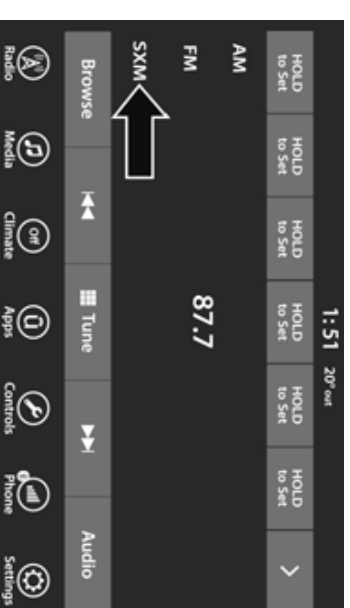 1:51 20° out
HOLD to Set HOLD to Set HOLD to Set HOLD to Set HOLD to Set HOLD to Set
AM
FM
87.7
SXM
Browse Tune Audio
Off
Radio Media Climate Apps Controls Phone Settings